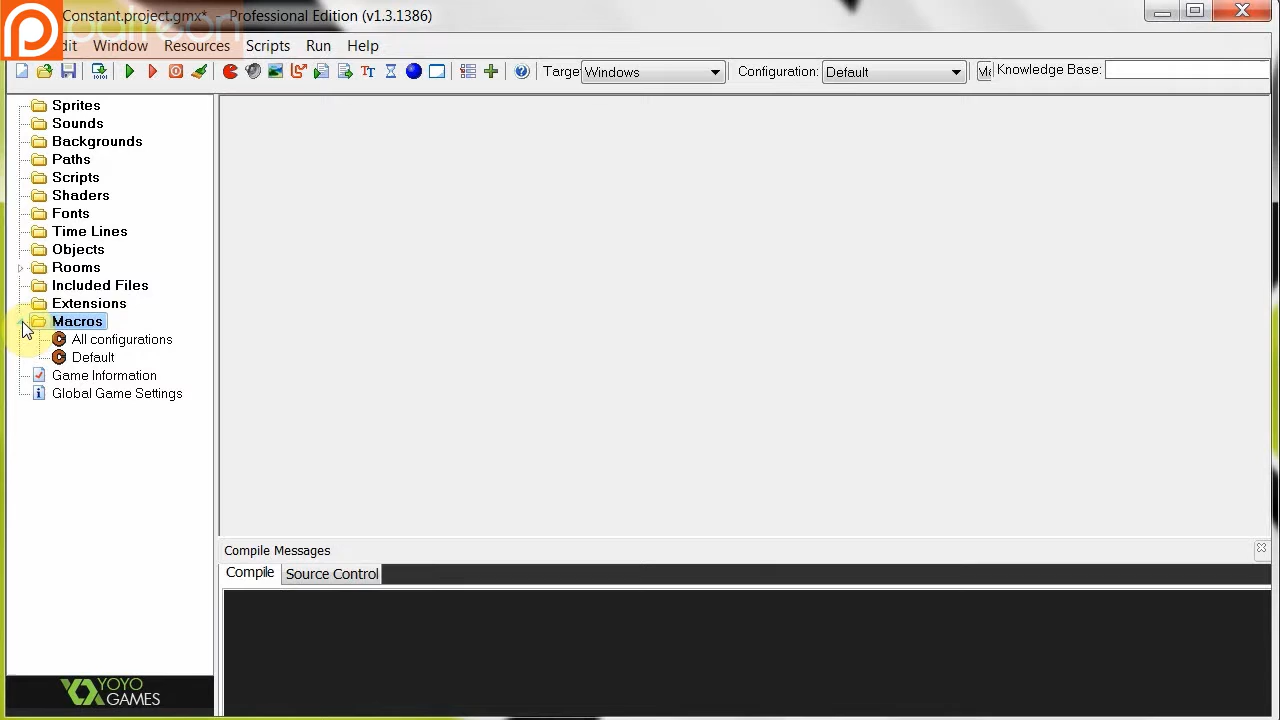 Constant.project.gmx* - Professional Edition (v1.3.1386)
patreon
dit Window Resources Scripts Run Help
Targe Windows Configuration: Default Knowledge Base:
Sprites
Sounds
Backgrounds
Paths
Scripts
Shaders
Fonts
Time Lines
Objects
Rooms
Included Files
Extensions
Macros
All configurations
Default
Game Information
Global Game Settings
Compile Messages
Compile Source Control
YOYO
GAMES